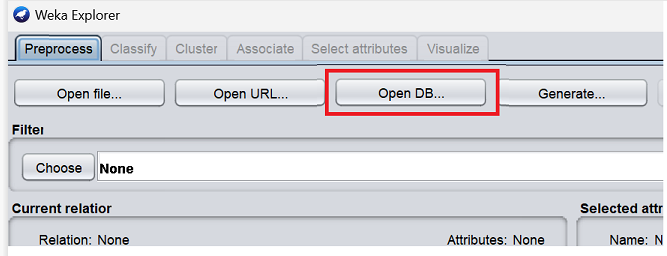 Weka Explorer
Preprocess Classify Cluster Associate Select attributes Visualize
Open file... Open URL... Open DB... Generate...
Filter
Choose None
Current relation Selected attr
Relation: None Attributes: None Name: N